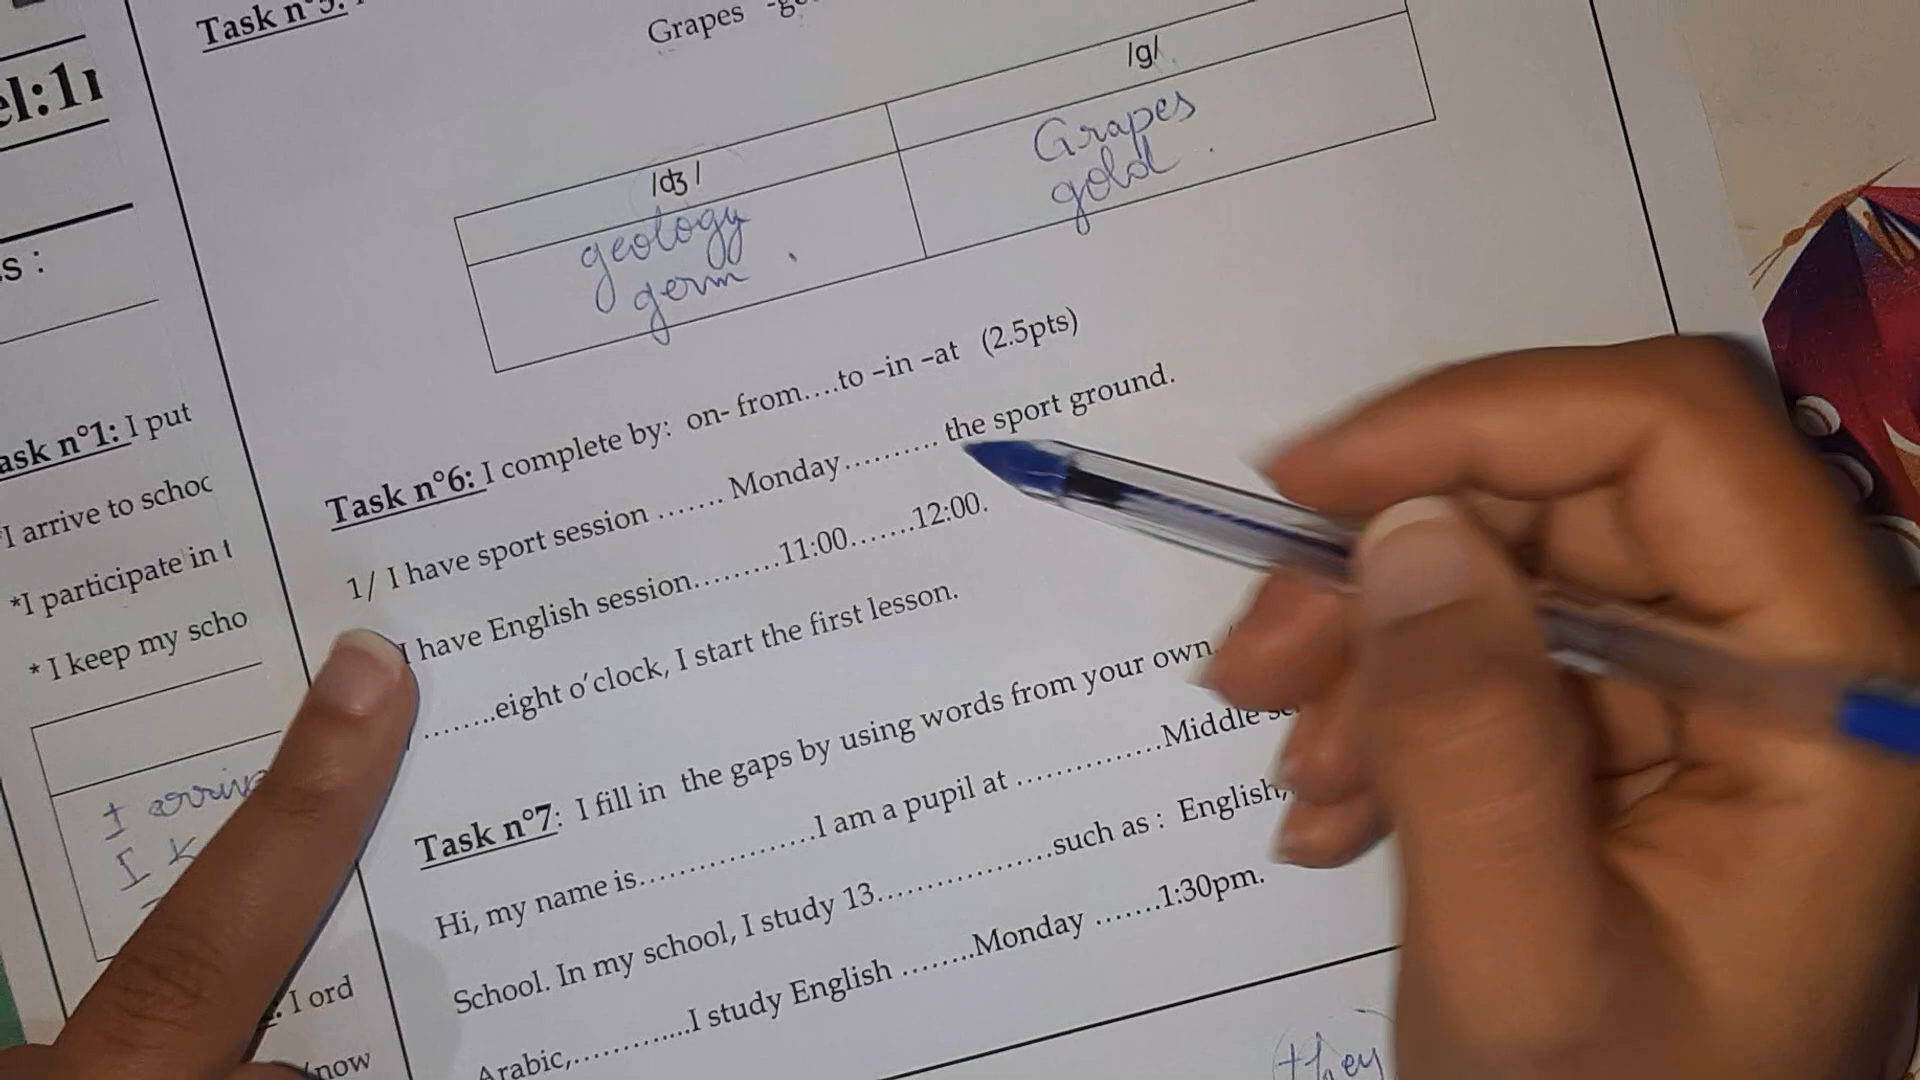 Task n°5:
Grapes
el:1
s :
/dʒ /
/g/
geology
germ .
Grapes
gold .
Task n°6: I complete by: on- from....to –in –at (2.5pts)
1/ I have sport session ....... Monday.......... the sport ground.
I have English session.........11:00.......12:00.
........eight o'clock, I start the first lesson.
Task n°7: I fill in the gaps by using words from your own.
Hi, my name is..................I am a pupil at ...............Middle
School. In my school, I study 13..................such as : English,
Arabic,............I study English ........Monday .......1:30pm.
they
ask n°1: I put
*I arrive to schoc
*I participate in t
* I keep my scho
I arriv
I k
: I ord
now